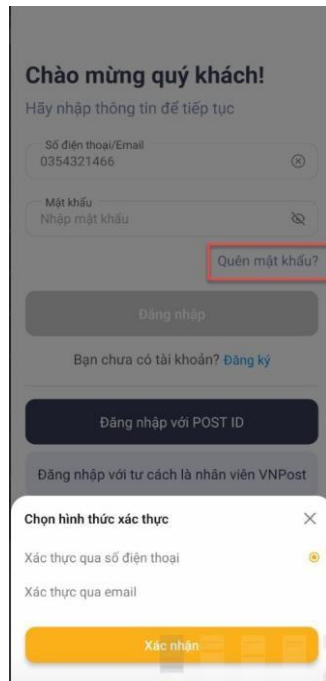 Chào mừng quý khách!
Hãy nhập thông tin để tiếp tục
Số điện thoại/Email
0354321466
Mật khẩu
Nhập mật khẩu
Quên mật khẩu?
Đăng nhập
Bạn chưa có tài khoản? Đăng ký
Đăng nhập với POST ID
Đăng nhập với tư cách là nhân viên VNPost
Chọn hình thức xác thực
Xác thực qua số điện thoại
Xác thực qua email
Xác nhận